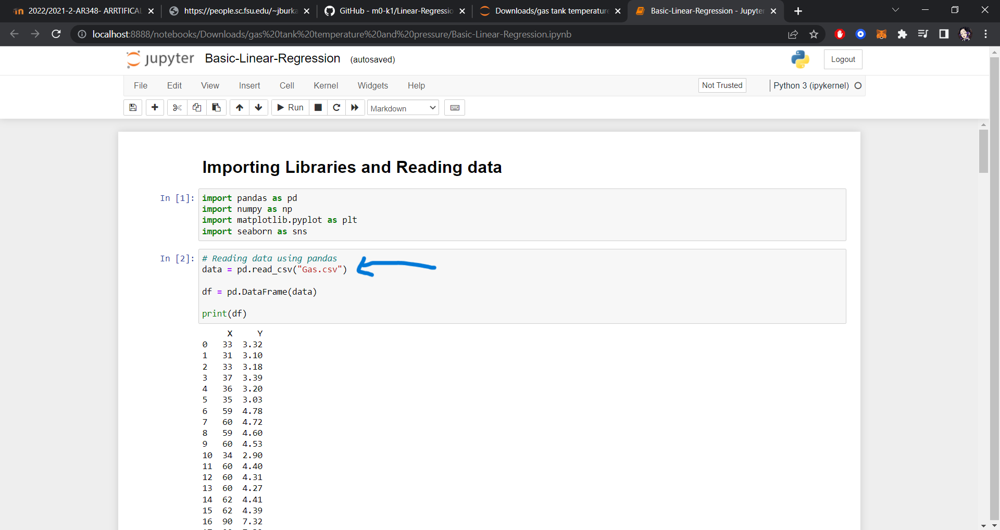 2022/2021-2-AR348- ARRTIFICAL
https://people.sc.fsu.edu/~jburka
GitHub - m0-k1/Linear-Regressio
Downloads/gas tank temperature
Basic-Linear-Regression - Jupyter
localhost:8888/notebooks/Downloads/gas%20tank%20temperature%20and%20pressure/Basic-Linear-Regression.ipynb
jupyter Basic-Linear-Regression (autosaved) Logout
File Edit View Insert Cell Kernel Widgets Help Not Trusted Python 3 (ipykernel)
Run Markdown
Importing Libraries and Reading data
In [1]: import pandas as pd
import numpy as np
import matplotlib.pyplot as plt
import seaborn as sns
In [2]: # Reading data using pandas
data = pd.read_csv("Gas.csv")
df = pd.DataFrame(data)
print(df)
X Y
0 33 3.32
1 31 3.10
2 33 3.18
3 37 3.39
4 36 3.20
5 35 3.03
6 59 4.78
7 60 4.72
8 59 4.60
9 60 4.53
10 34 2.90
11 60 4.40
12 60 4.31
13 60 4.27
14 62 4.41
15 62 4.39
16 90 7.32